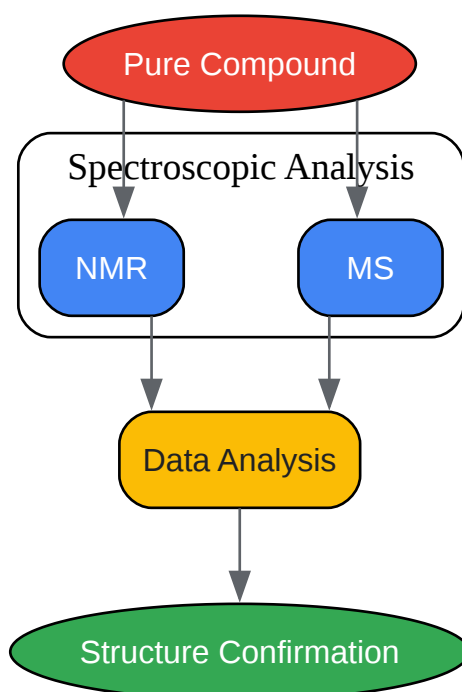 Pure Compound
Spectroscopic Analysis
NMR
MS
Data Analysis
Structure Confirmation